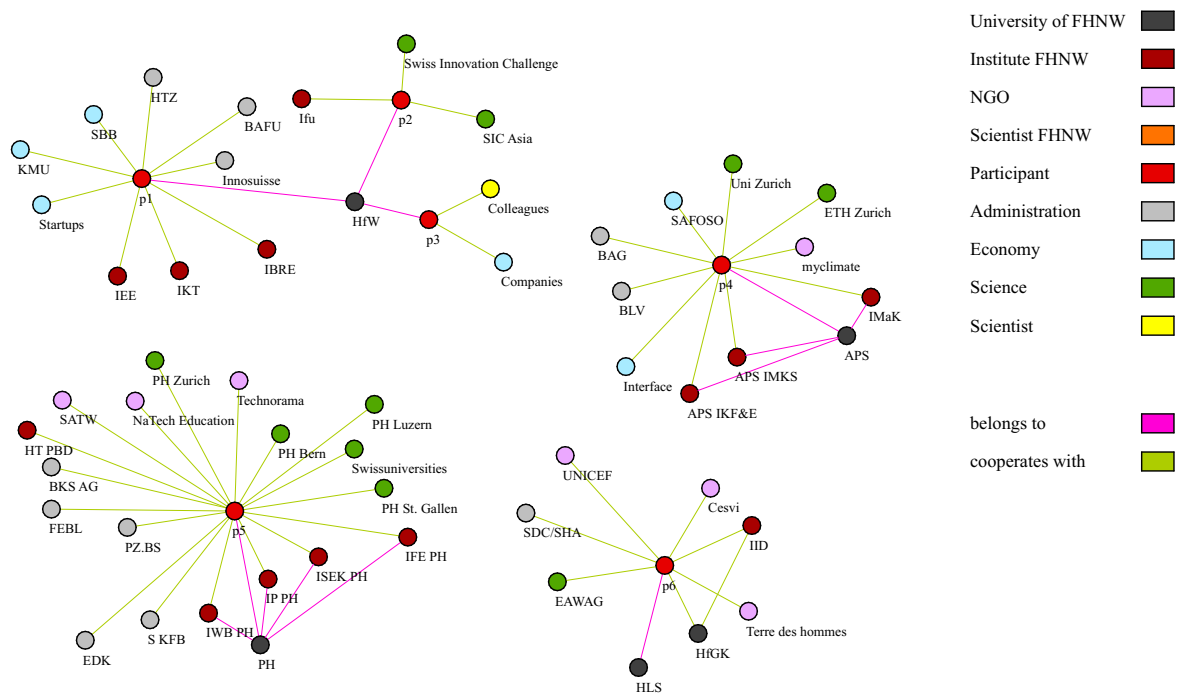 University of FHNW
Institute FHNW
NGO
Scientist FHNW
Participant
Administration
Economy
Science
Scientist
belongs to
cooperates with
HTZ
SBB
BAFU
KMU
Innosuisse
p1
Startups
IEE
IKT
IBRE
Swiss Innovation Challenge
Ifu
p2
SIC Asia
HfW
Colleagues
p3
Companies
Uni Zurich
ETH Zurich
SAFOSO
BAG
myclimate
p4
BLV
IMaK
APS
APS IMKS
Interface
APS IKF&E
PH Zurich
Technorama
SATW
NaTech Education
PH Luzern
HT PBD
PH Bern
Swissuniversities
BKS AG
PH St. Gallen
FEBL
p5
PZ.BS
IFE PH
ISEK PH
IP PH
S KFB
IWB PH
EDK
PH
UNICEF
Cesvi
SDC/SHA
IID
p6
EAWAG
Terre des hommes
HfGK
HLS